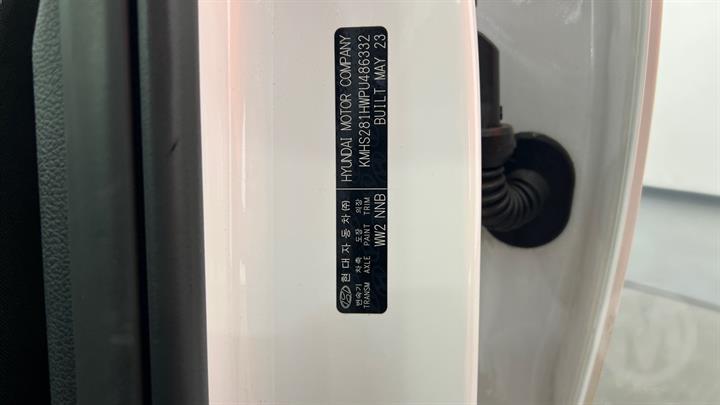 현대자동차(주) HYUNDAI MOTOR COMPANY
변속기 차축 도장 의장 KMHS281HWPU486332
TRANSM AXLE PAINT TRIM
WW2 NNB BUILT MAY 23